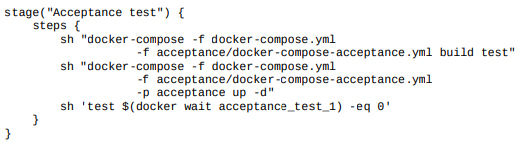 stage("Acceptance test") {
    steps {
        sh "docker-compose -f docker-compose.yml
                   -f acceptance/docker-compose-acceptance.yml build test"
        sh "docker-compose -f docker-compose.yml
                   -f acceptance/docker-compose-acceptance.yml
                   -p acceptance up -d"
        sh 'test $(docker wait acceptance_test_1) -eq 0'
    }
}